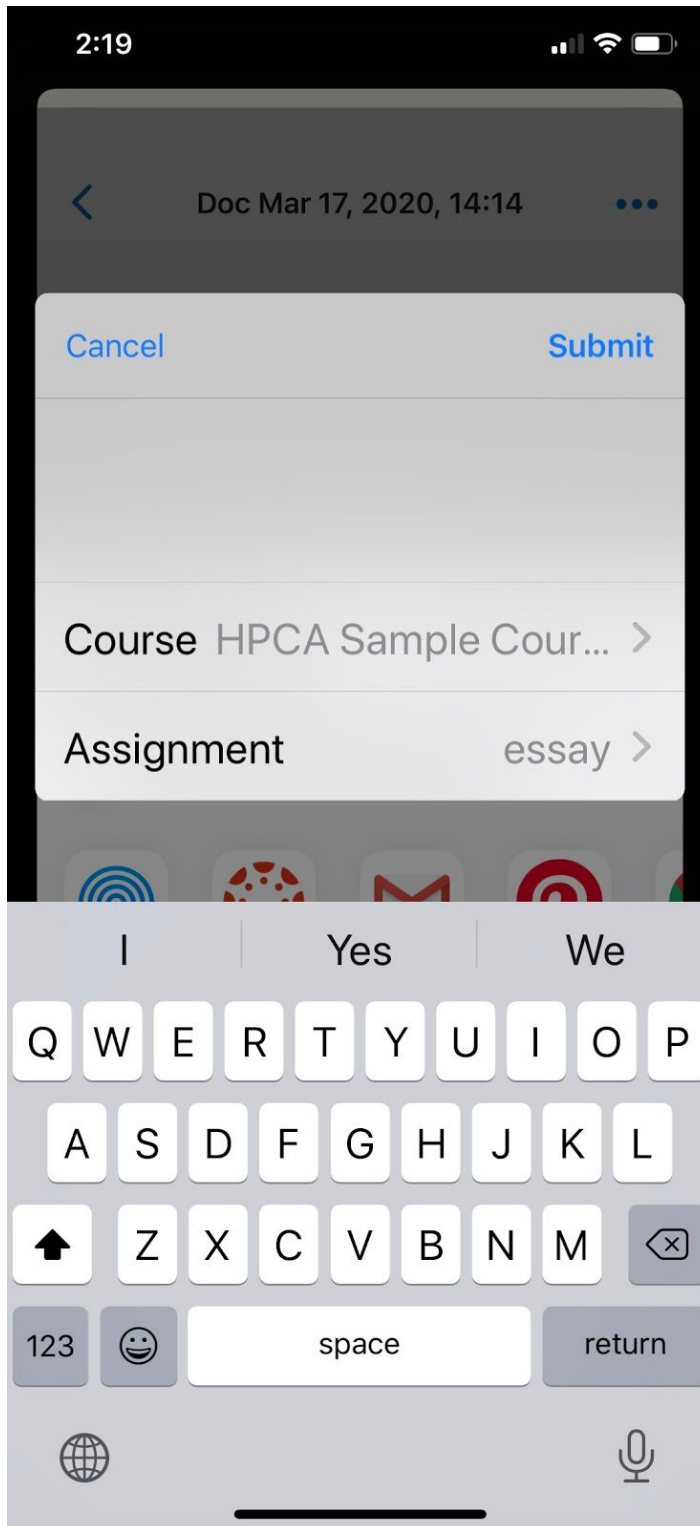 2:19
Doc Mar 17, 2020, 14:14
Cancel Submit
Course HPCA Sample Cour...
Assignment essay
I Yes We
Q W E R T Y U I O P
A S D F G H J K L
Z X C V B N M
123 space return